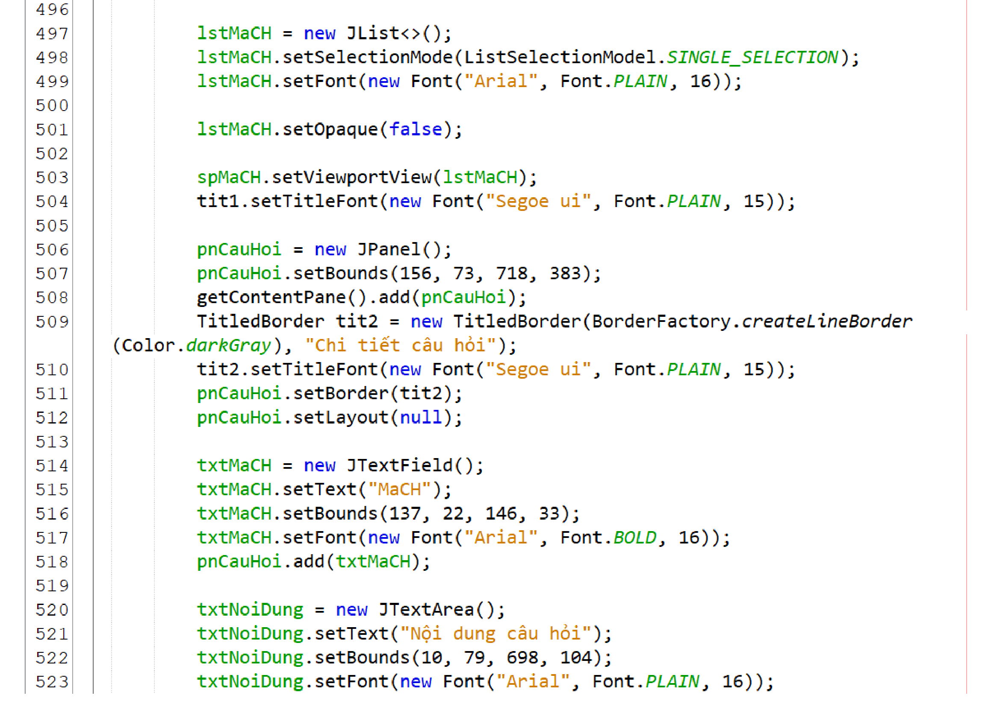 496
497 lstMaCH = new JList<>();
498 lstMaCH.setSelectionMode(ListSelectionModel.SINGLE_SELECTION);
499 lstMaCH.setFont(new Font("Arial", Font.PLAIN, 16));
500
501 lstMaCH.setOpaque(false);
502
503 spMaCH.setViewportView(lstMaCH);
504 tit1.setTitleFont(new Font("Segoe ui", Font.PLAIN, 15));
505
506 pnCauHoi = new JPanel();
507 pnCauHoi.setBounds(156, 73, 718, 383);
508 getContentPane().add(pnCauHoi);
509 TitledBorder tit2 = new TitledBorder(BorderFactory.createLineBorder
(Color.darkGray), "Chi tiết câu hỏi");
510 tit2.setTitleFont(new Font("Segoe ui", Font.PLAIN, 15));
511 pnCauHoi.setBorder(tit2);
512 pnCauHoi.setLayout(null);
513
514 txtMaCH = new JTextField();
515 txtMaCH.setText("MaCH");
516 txtMaCH.setBounds(137, 22, 146, 33);
517 txtMaCH.setFont(new Font("Arial", Font.BOLD, 16));
518 pnCauHoi.add(txtMaCH);
519
520 txtNoiDung = new JTextArea();
521 txtNoiDung.setText("Nội dung câu hỏi");
522 txtNoiDung.setBounds(10, 79, 698, 104);
523 txtNoiDung.setFont(new Font("Arial", Font.PLAIN, 16));